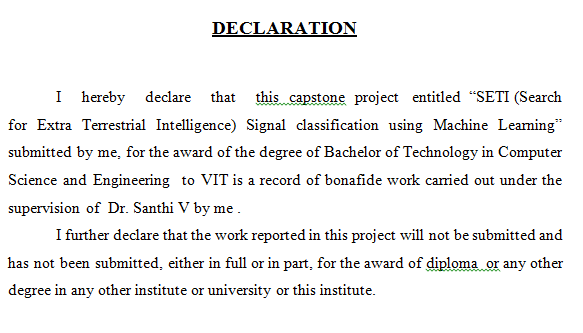 DECLARATION
I hereby declare that this capstone project entitled “SETI (Search
for Extra Terrestrial Intelligence) Signal classification using Machine Learning”
submitted by me, for the award of the degree of Bachelor of Technology in Computer
Science and Engineering to VIT is a record of bonafide work carried out under the
supervision of Dr. Santhi V by me .
I further declare that the work reported in this project will not be submitted and
has not been submitted, either in full or in part, for the award of diploma or any other
degree in any other institute or university or this institute.